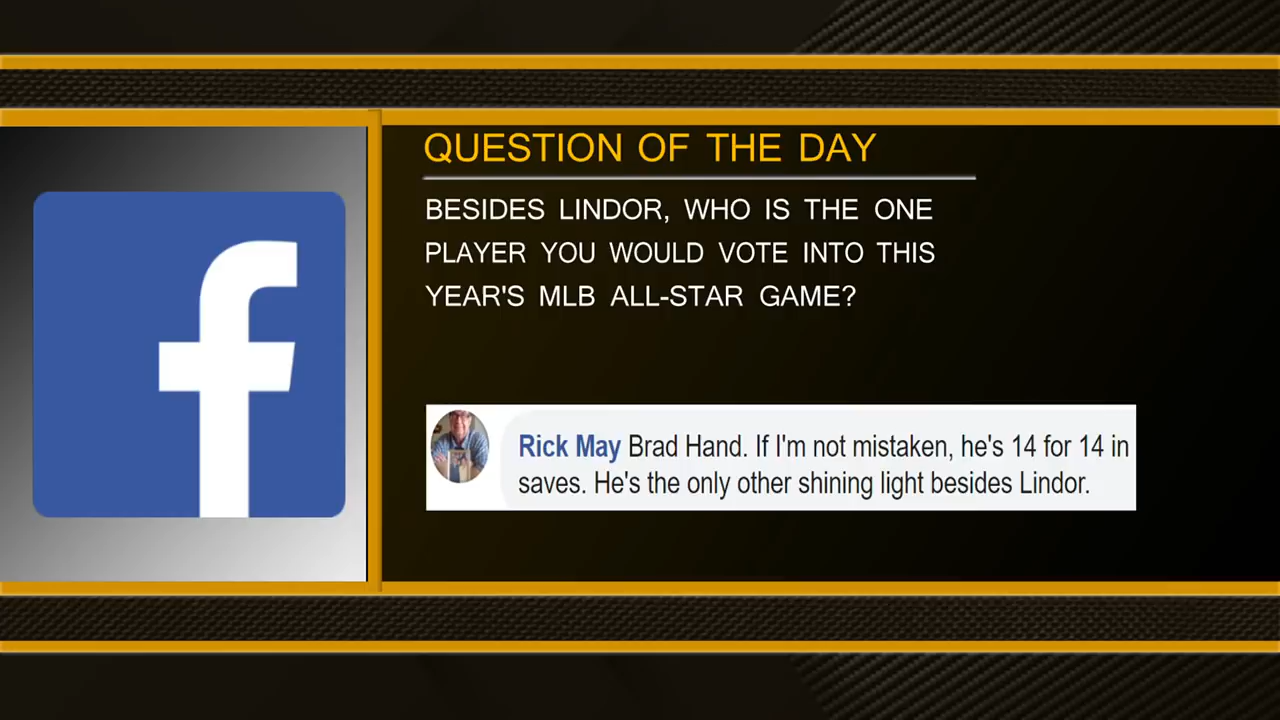 QUESTION OF THE DAY
BESIDES LINDOR, WHO IS THE ONE
PLAYER YOU WOULD VOTE INTO THIS
YEAR'S MLB ALL-STAR GAME?
Rick May Brad Hand. If I'm not mistaken, he's 14 for 14 in
saves. He's the only other shining light besides Lindor.